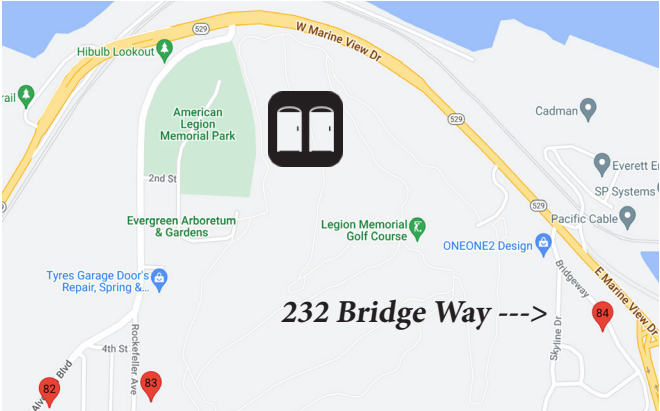 529
W Marine View Dr
Hibulb Lookout
rail
American
Legion
Memorial Park
Cadman
529
2nd St
Everett En
SP Systems
529
Pacific Cable
Evergreen Arboretum
& Gardens
Legion Memorial
Golf Course
ONEONE2 Design
Tyres Garage Door's
Repair, Spring &...
Bridgeway
E Marine View Dr
232 Bridge Way --->
84
Skyline Dr
Rockefeller Ave
4th St
Blvd
82
83